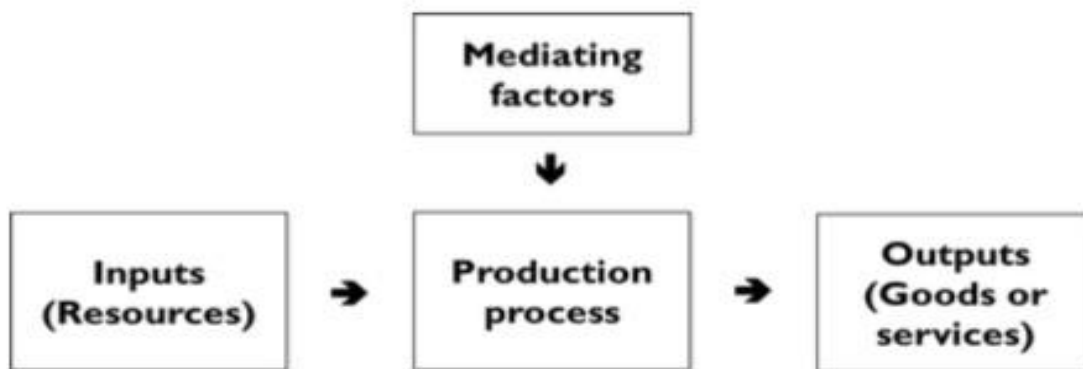 Mediating
factors
Inputs
(Resources)
Production
process
Outputs
(Goods or
services)